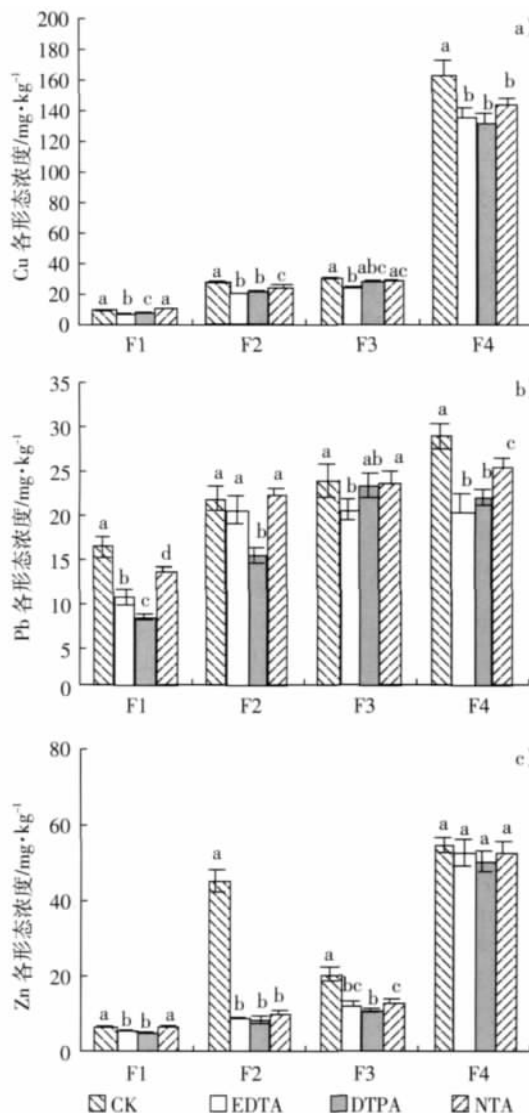 200
a
180
a
160
b
b
b
140
120
100
80
60
a
b
b
c
a
b
abc
ac
40
a
b
c
a
20
0
F1
F2
F3
F4
Cu 各形态浓度/mg·kg⁻¹
35
b
a
30
a
a
a
a
ab
a
c
25
b
b
b
a
20
b
d
15
b
c
10
5
0
F1
F2
F3
F4
Pb 各形态浓度/mg·kg⁻¹
80
c
60
a
a
a
a
a
40
a
bc
b
c
20
a
b
b
a
b
b
b
0
F1
F2
F3
F4
Zn 各形态浓度/mg·kg⁻¹
CK EDTA DTPA NTA